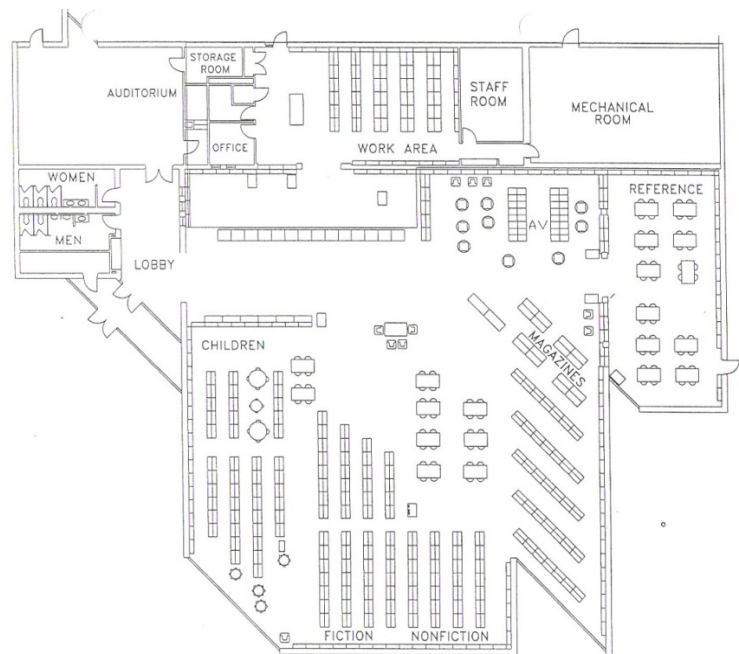 STORAGE
ROOM
AUDITORIUM
STAFF
ROOM
MECHANICAL
ROOM
OFFICE
WORK AREA
WOMEN
REFERENCE
MEN
AV
LOBBY
MAGAZINES
CHILDREN
FICTION
NONFICTION